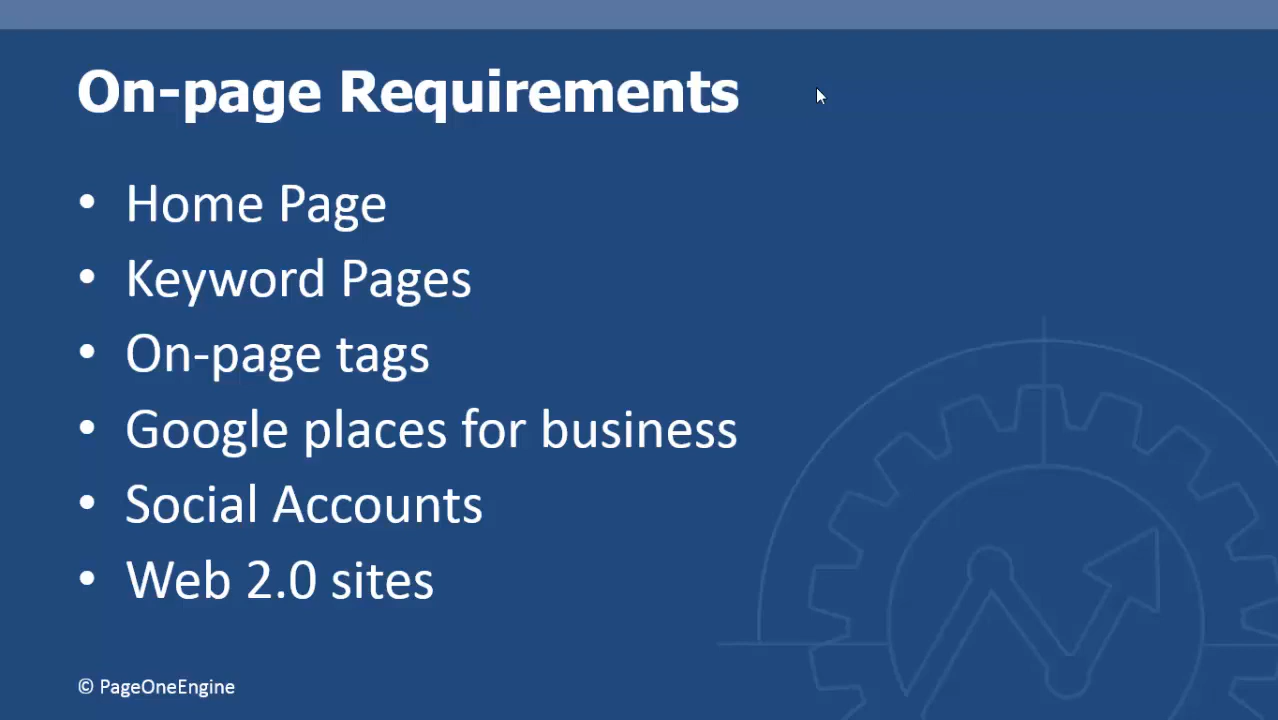 On-page Requirements
• Home Page
• Keyword Pages
• On-page tags
• Google places for business
• Social Accounts
• Web 2.0 sites
© PageOneEngine